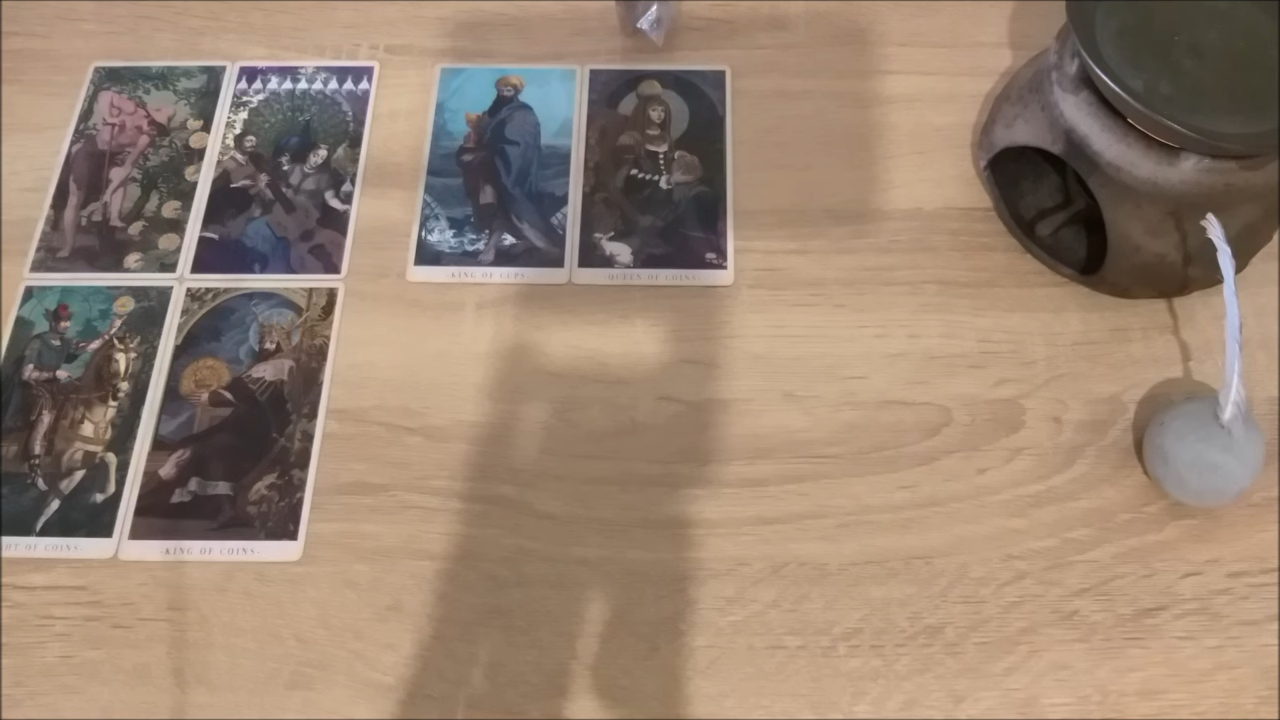 -KING OF CUPS-
-QUEEN OF COINS-
OF COINS-
-KING OF COINS-